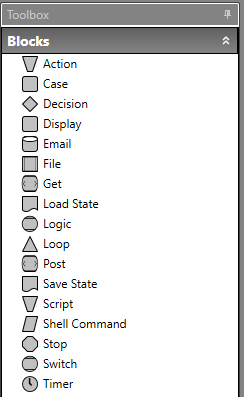 Toolbox
Blocks
Action
Case
Decision
Display
Email
File
Get
Load State
Logic
Loop
Post
Save State
Script
Shell Command
Stop
Switch
Timer